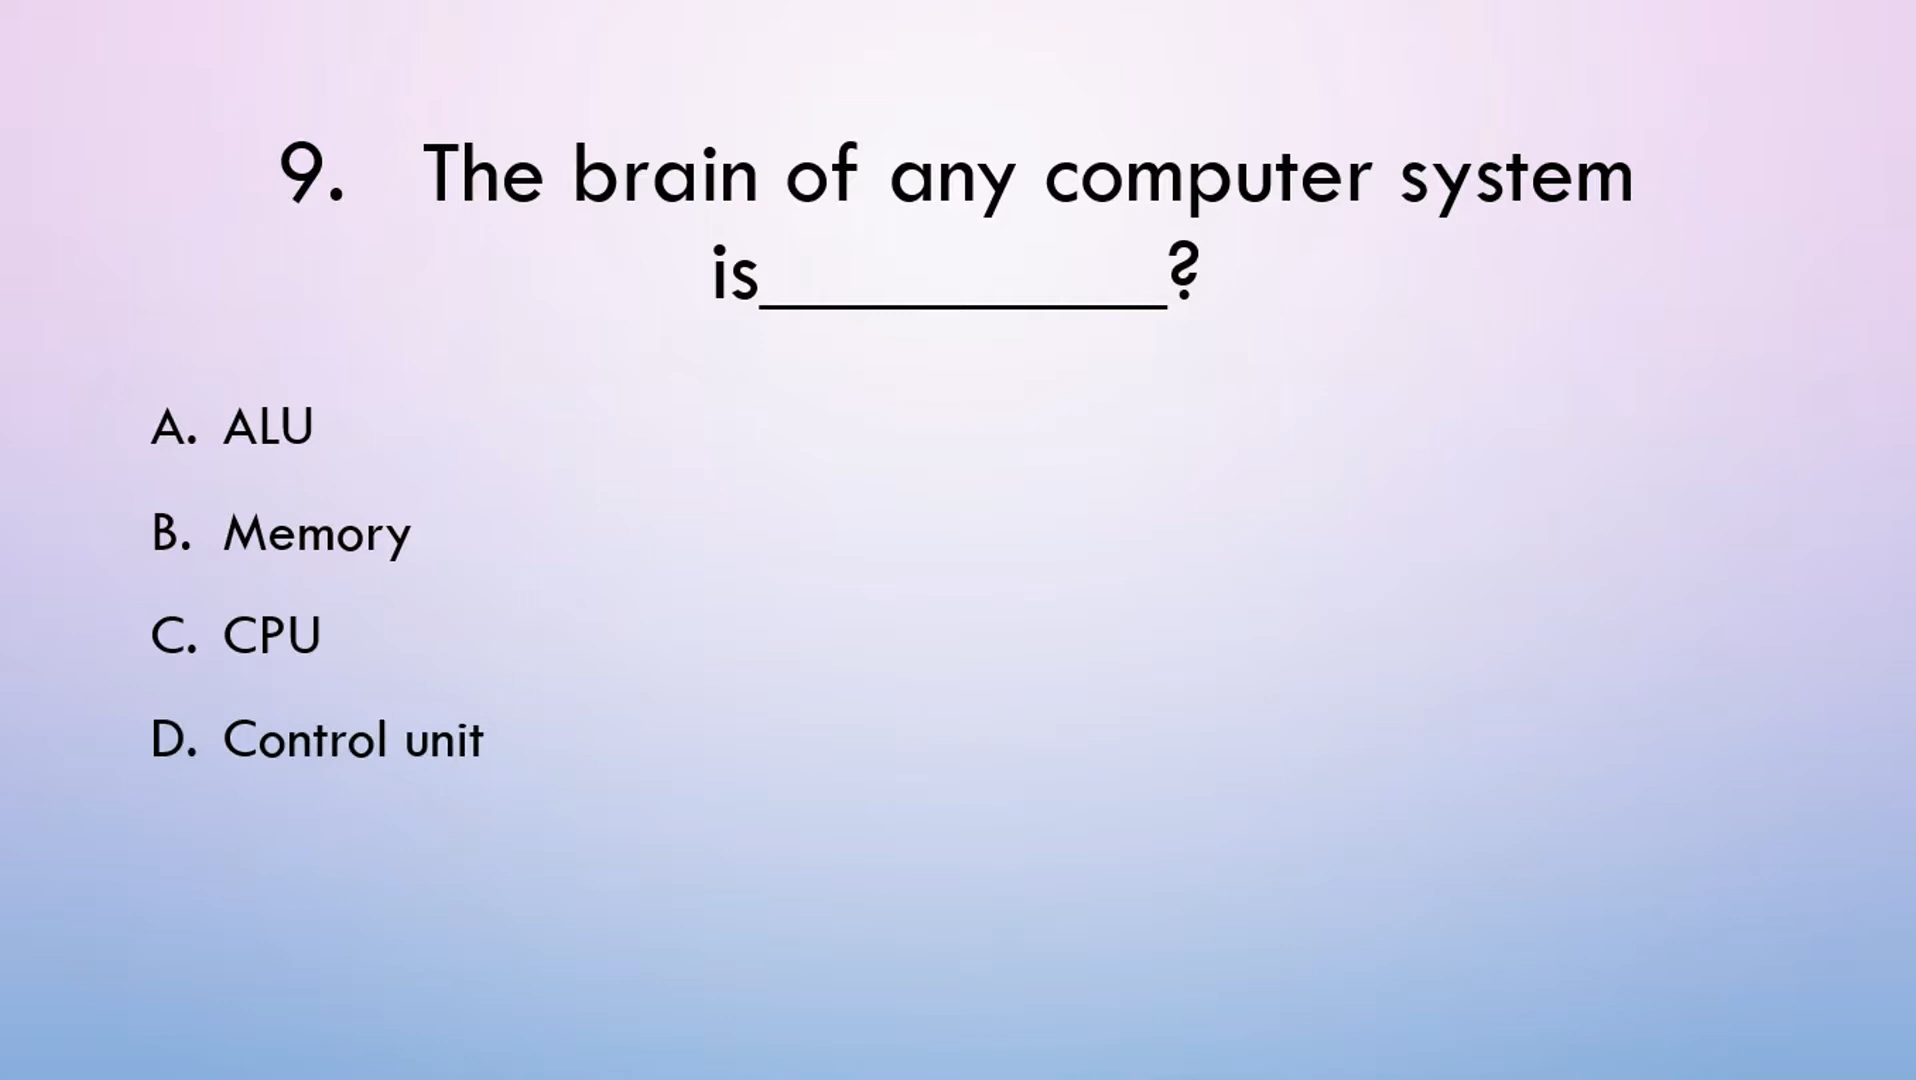 9. The brain of any computer system
is__________?
A. ALU
B. Memory
C. CPU
D. Control unit